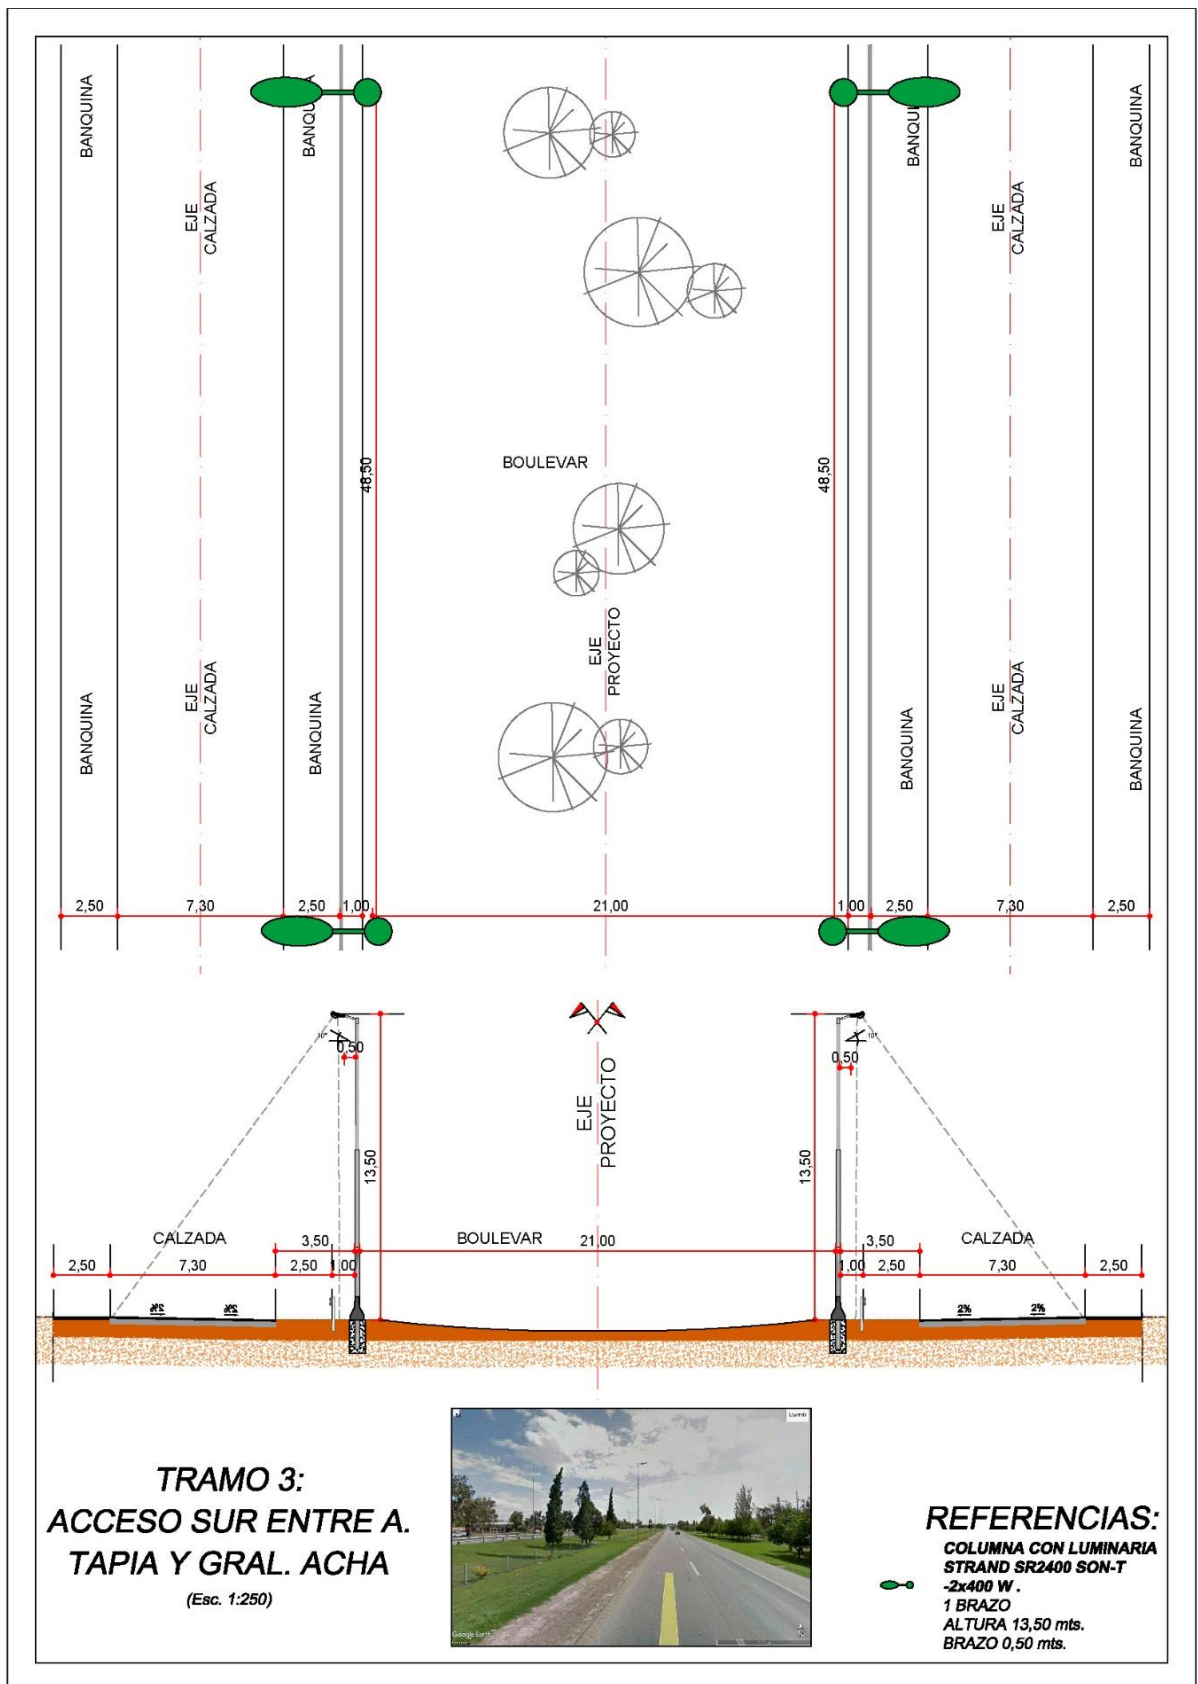 BANQUINA
BANQUINA
BANQUINA
BANQUINA
EJE
CALZADA
EJE
CALZADA
48,50
48,50
BOULEVAR
EJE
PROYECTO
BANQUINA
EJE
CALZADA
BANQUINA
BANQUINA
EJE
CALZADA
BANQUINA
2,50
7,30
2,50
1,00
21,00
1,00
2,50
7,30
2,50
10°
0,50
10°
0,50
EJE
PROYECTO
13,50
13,50
CALZADA
3,50
BOULEVAR
21,00
3,50
CALZADA
2,50
7,30
2,50
1,00
1,00
2,50
7,30
2,50
2%
2%
2%
2%
TRAMO 3:
ACCESO SUR ENTRE A.
TAPIA Y GRAL. ACHA
(Esc. 1:250)
Google Earth
REFERENCIAS:
COLUMNA CON LUMINARIA
STRAND SR2400 SON-T
-2x400 W .
1 BRAZO
ALTURA 13,50 mts.
BRAZO 0,50 mts.